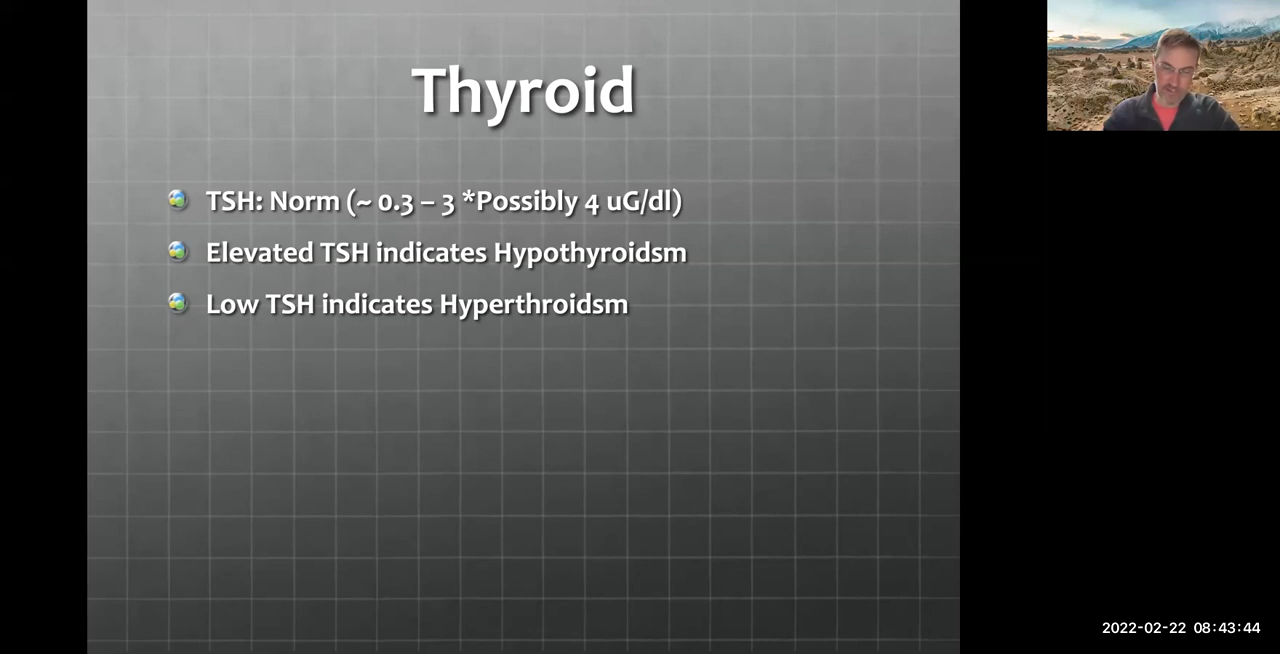 Thyroid
TSH: Norm (~ 0.3 – 3 *Possibly 4 uG/dl)
Elevated TSH indicates Hypothyroidsm
Low TSH indicates Hyperthroidsm
2022-02-22 08:43:44